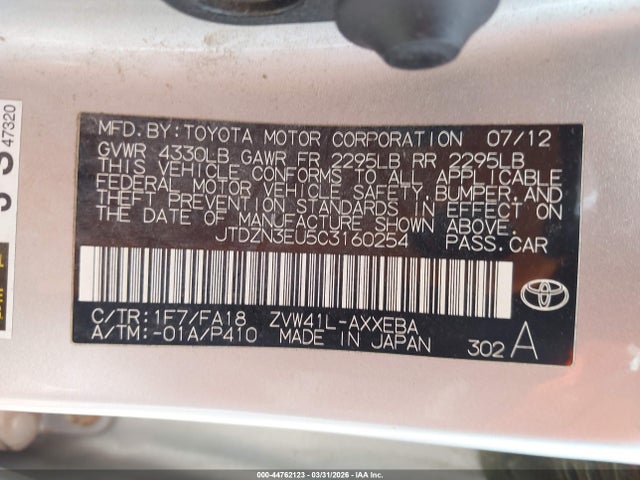 47320
MFD.BY:TOYOTA MOTOR CORPORATION 07/12
GVWR 4330LB GAWR FR 2295LB RR 2295LB
THIS VEHICLE CONFORMS TO ALL APPLICABLE
FEDERAL MOTOR VEHICLE SAFETY, BUMPER, AND
THEFT PREVENTION STANDARDS IN EFFECT ON
THE DATE OF MANUFACTURE SHOWN ABOVE.
JTDZN3EU5C3160254 PASS.CAR
C/TR:1F7/FA18 ZVW41L-AXXEBA
A/TM:-01A/P410 MADE IN JAPAN 302 A
000-44762123 - 03/31/2026 - IAA Inc.